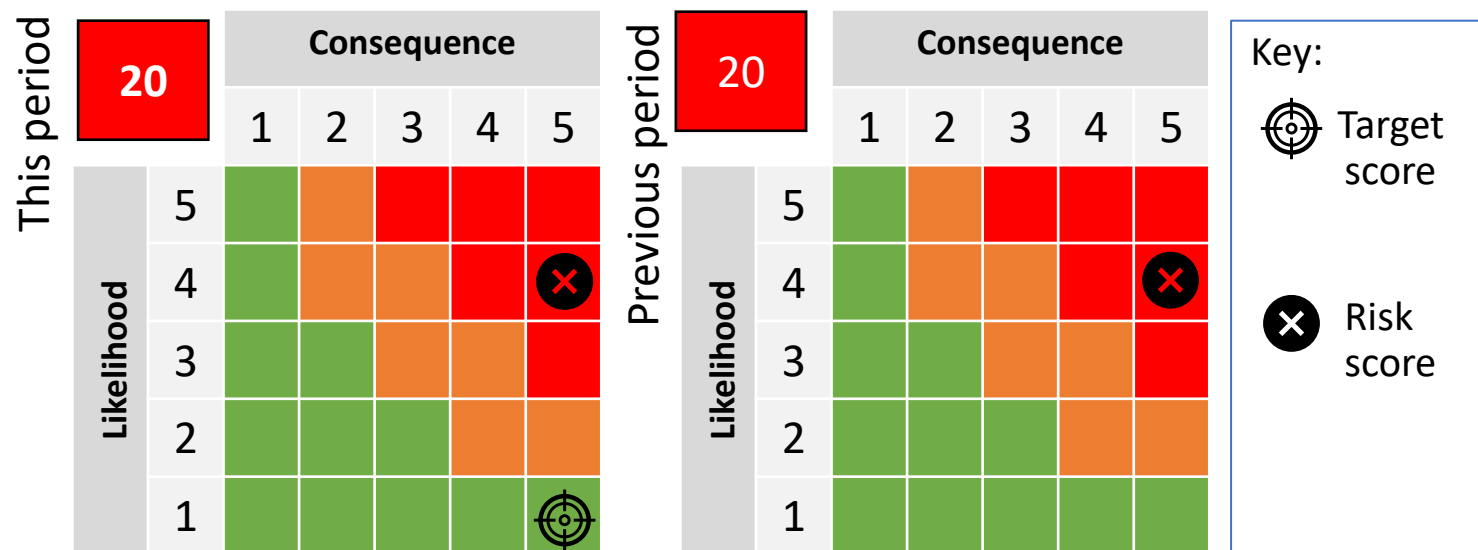 This period
20
Consequence
1 2 3 4 5
Likelihood
5
4
3
2
1
Previous period
20
Consequence
1 2 3 4 5
Likelihood
5
4
3
2
1
Key:
Target
score
Risk
score